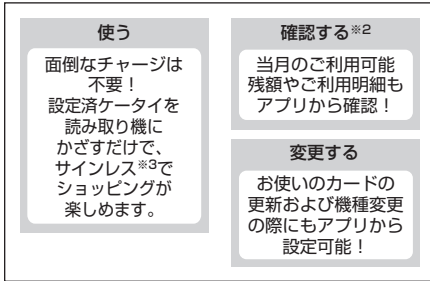 使う
面倒なチャージは
不要！
設定済ケータイを
読み取り機に
かざすだけで、
サインレス※3で
ショッピングが
楽しめます。
確認する※2
当月のご利用可能
残額やご利用明細も
アプリから確認！
変更する
お使いのカードの
更新および機種変更
の際にもアプリから
設定可能！